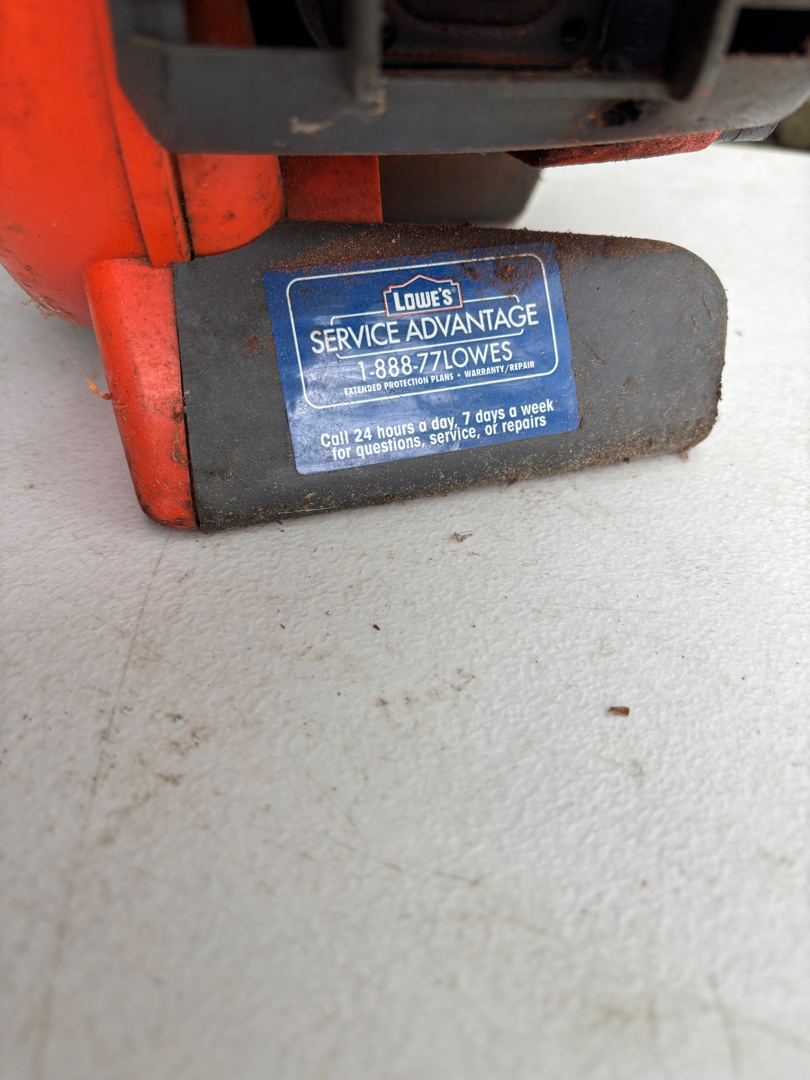 LOWE'S
SERVICE ADVANTAGE
1-888-77LOWES
EXTENDED PROTECTION PLANS • WARRANTY/REPAIR
Call 24 hours a day, 7 days a week
for questions, service, or repairs